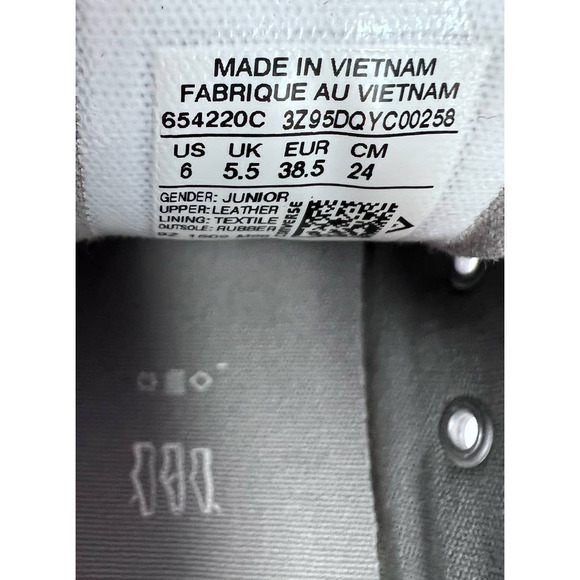 MADE IN VIETNAM
FABRIQUE AU VIETNAM
654220C 3Z95DQYC00258
US UK EUR CM
6 5.5 38.5 24
GENDER: JUNIOR
UPPER: LEATHER
LINING: TEXTILE
OUTSOLE: RUBBER
CONVERSE